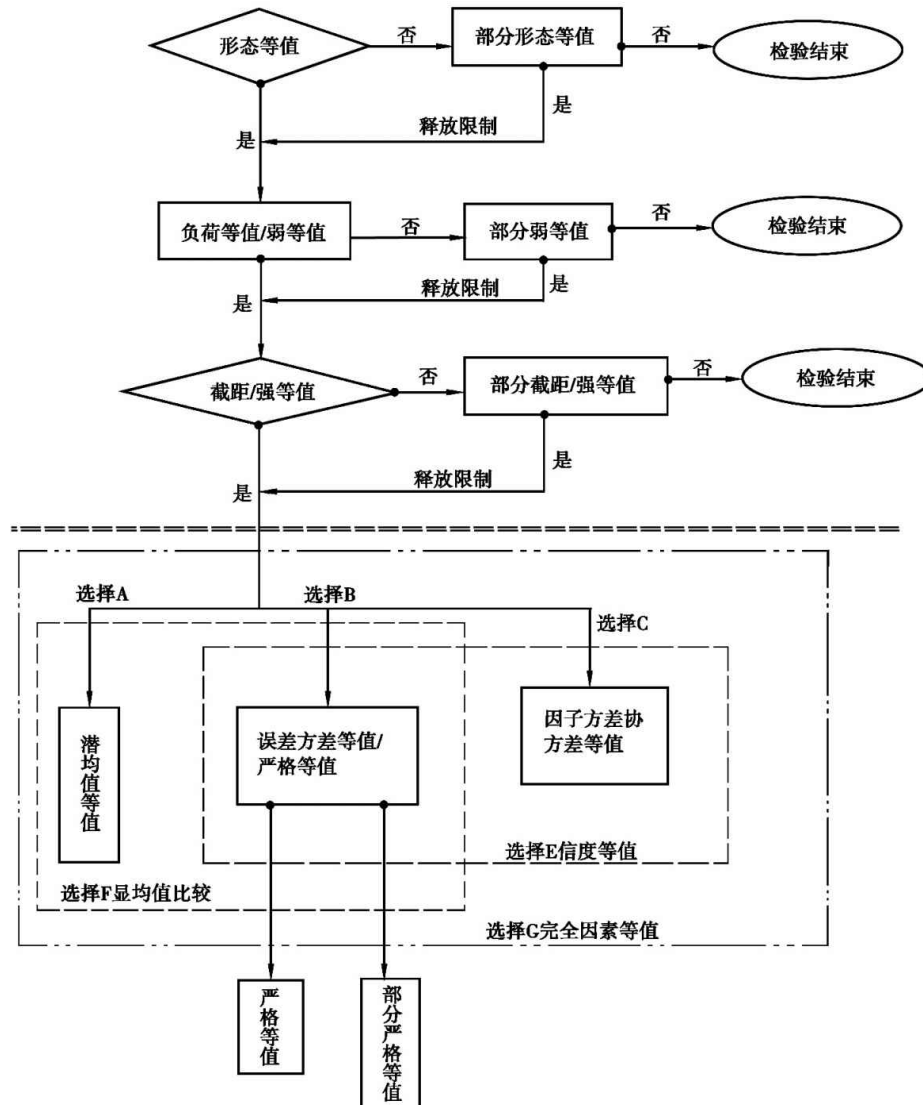 形态等值
否
部分形态等值
否
检验结束
是
是
释放限制
负荷等值/弱等值
否
部分弱等值
否
检验结束
是
是
释放限制
截距/强等值
否
部分截距/强等值
否
检验结束
是
是
释放限制
选择A
选择B
选择C
潜均值等值
误差方差等值/
严格等值
因子方差协
方差等值
选择E信度等值
选择F显均值比较
选择G完全因素等值
严格等值
部分严格等值